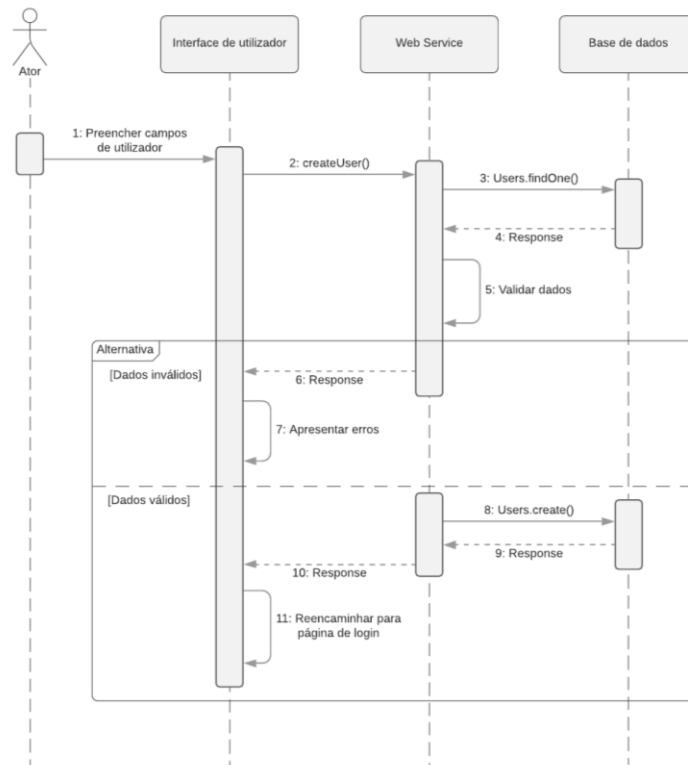 Ator
Interface de utilizador
Web Service
Base de dados
1: Preencher campos
de utilizador
2: createUser()
3: Users.findOne()
4: Response
5: Validar dados
Alternativa
[Dados inválidos]
6: Response
7: Apresentar erros
[Dados válidos]
8: Users.create()
9: Response
10: Response
11: Reencaminhar para
página de login